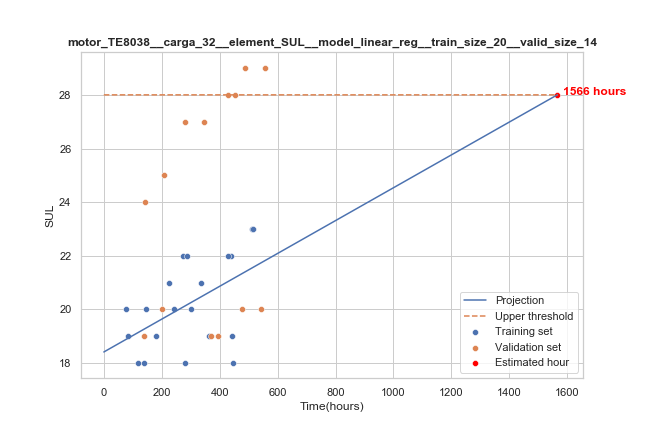 motor_TE8038__carga_32__element_SUL__model_linear_reg__train_size_20__valid_size_14
SUL
28
26
24
22
20
18
1566 hours
Projection
Upper threshold
Training set
Validation set
Estimated hour
0 200 400 600 800 1000 1200 1400 1600
Time(hours)